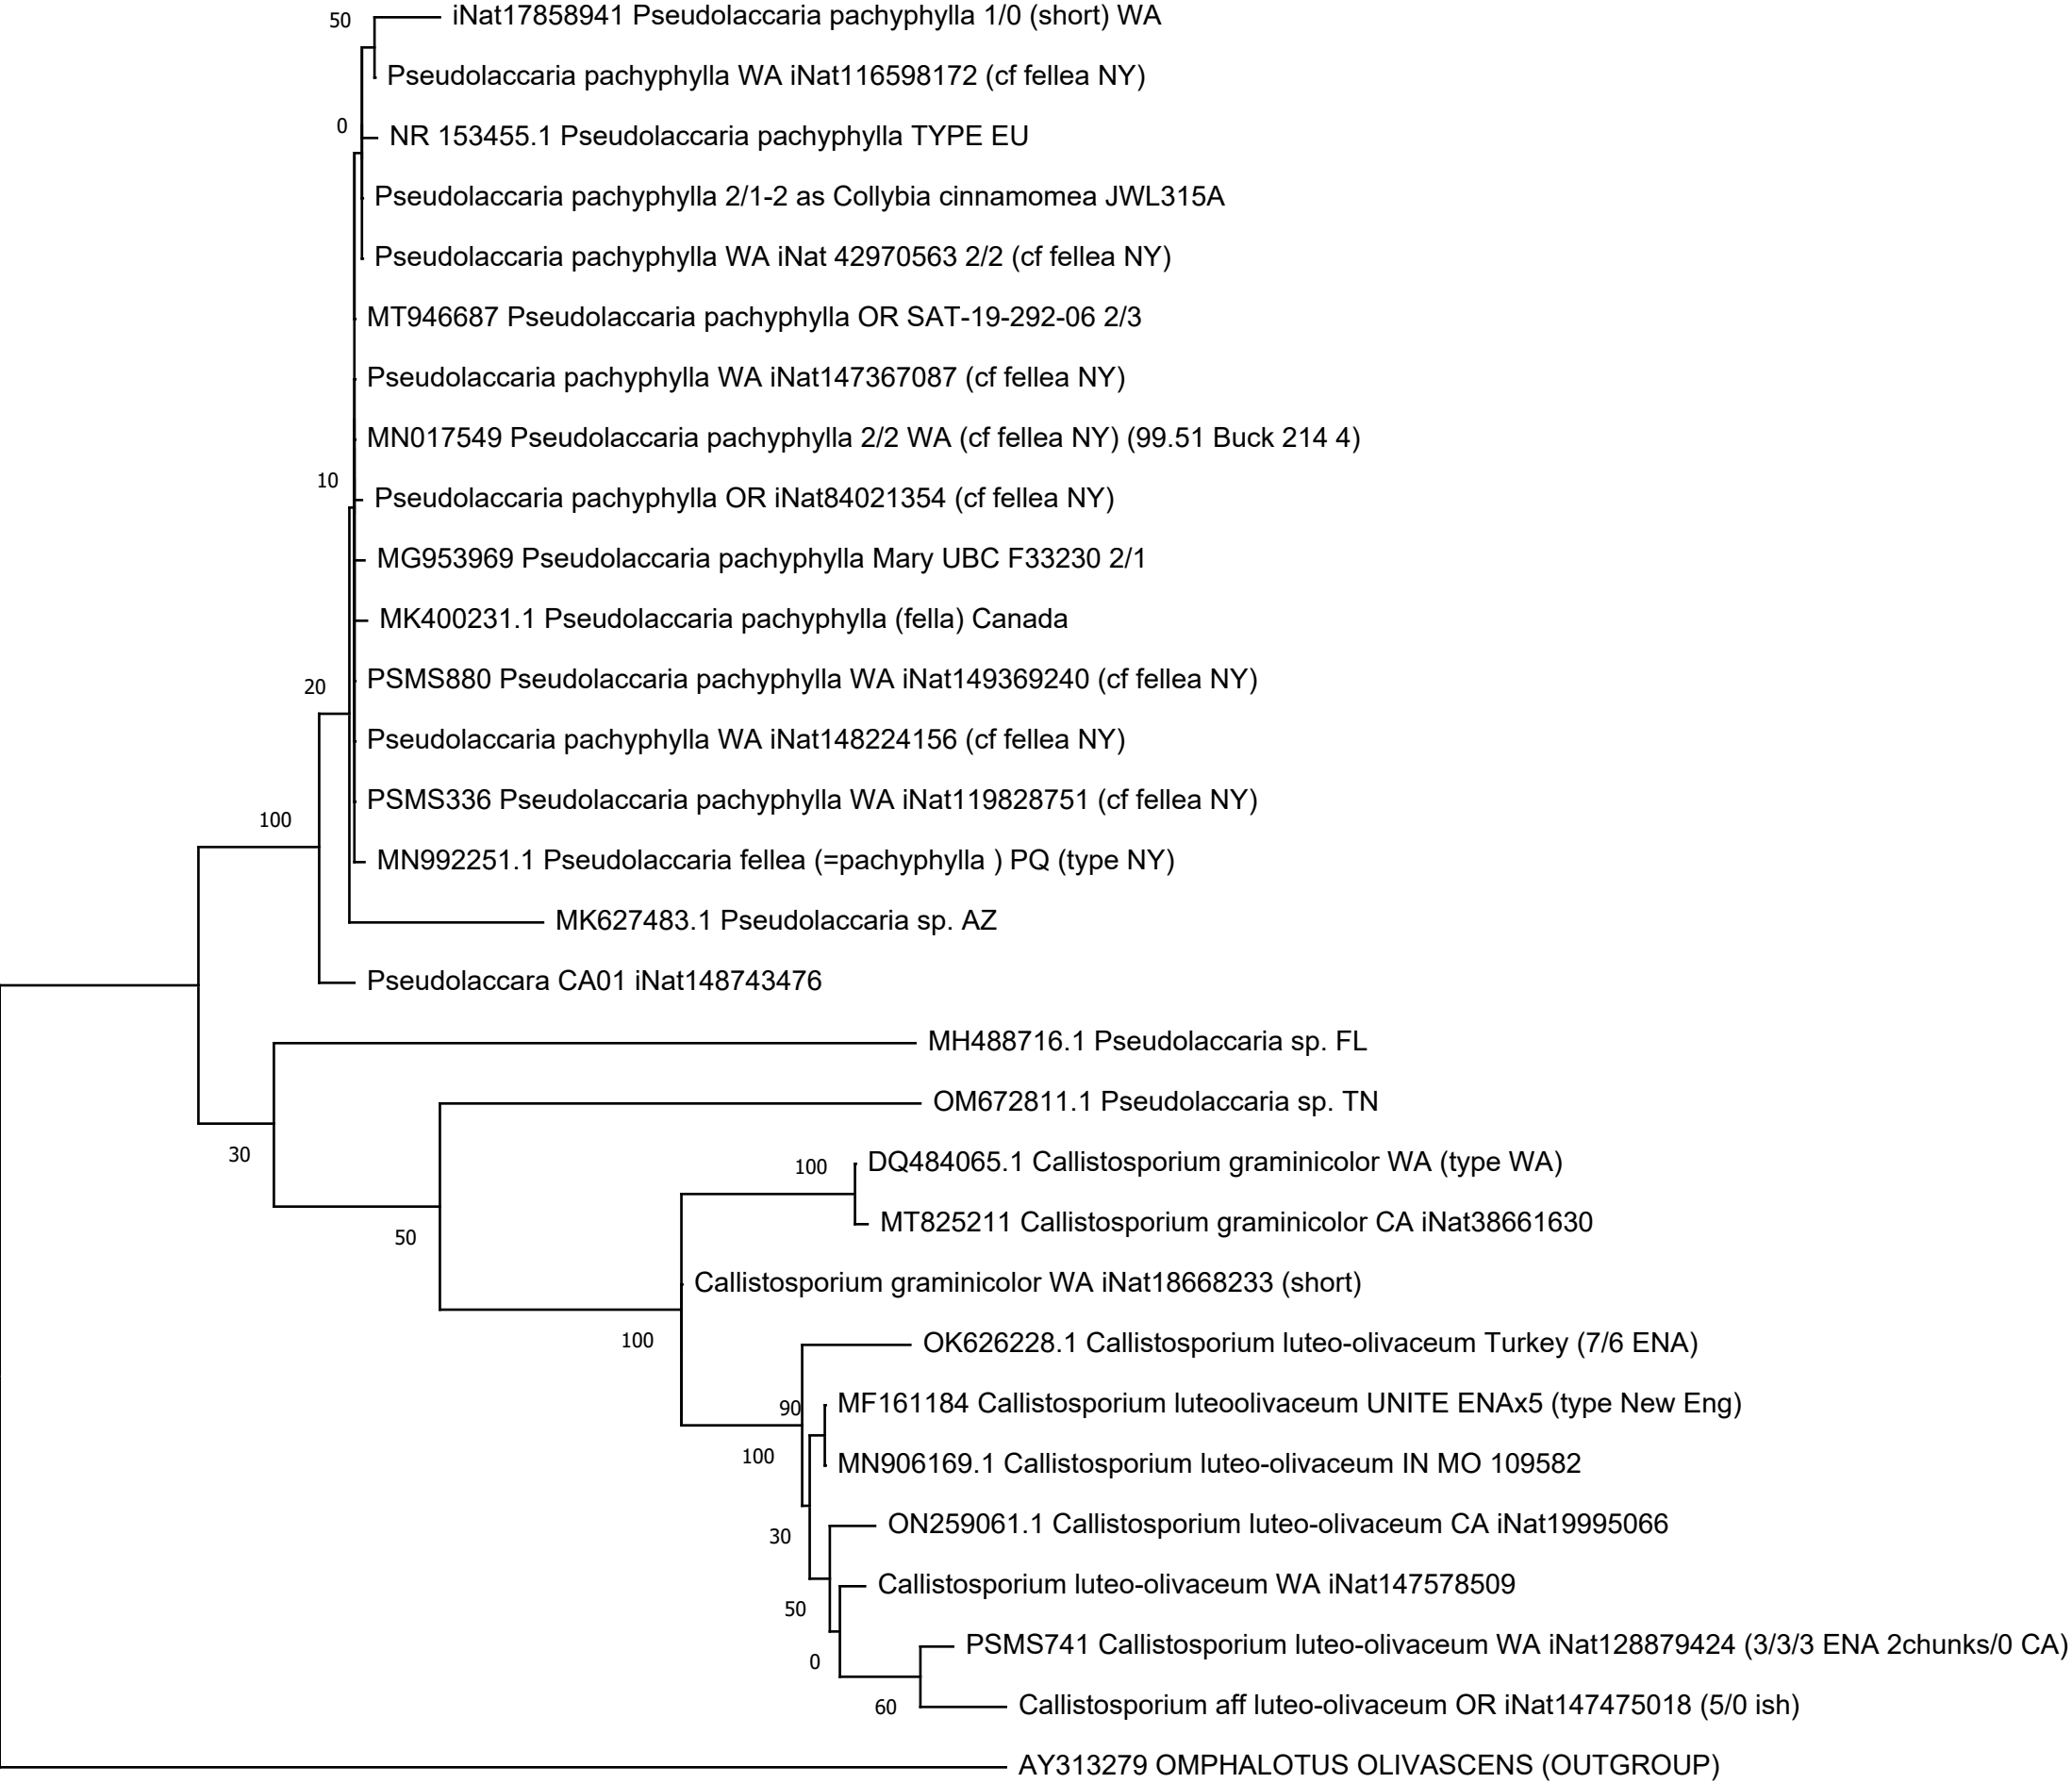 50
iNat17858941 Pseudolaccaria pachyphylla 1/0 (short) WA
Pseudolaccaria pachyphylla WA iNat116598172 (cf fellea NY)
0
NR 153455.1 Pseudolaccaria pachyphylla TYPE EU
Pseudolaccaria pachyphylla 2/1-2 as Collybia cinnamomea JWL315A
Pseudolaccaria pachyphylla WA iNat 42970563 2/2 (cf fellea NY)
MT946687 Pseudolaccaria pachyphylla OR SAT-19-292-06 2/3
Pseudolaccaria pachyphylla WA iNat147367087 (cf fellea NY)
MN017549 Pseudolaccaria pachyphylla 2/2 WA (cf fellea NY) (99.51 Buck 214 4)
10
Pseudolaccaria pachyphylla OR iNat84021354 (cf fellea NY)
MG953969 Pseudolaccaria pachyphylla Mary UBC F33230 2/1
MK400231.1 Pseudolaccaria pachyphylla (fella) Canada
20
PSMS880 Pseudolaccaria pachyphylla WA iNat149369240 (cf fellea NY)
Pseudolaccaria pachyphylla WA iNat148224156 (cf fellea NY)
PSMS336 Pseudolaccaria pachyphylla WA iNat119828751 (cf fellea NY)
100
MN992251.1 Pseudolaccaria fellea (=pachyphylla ) PQ (type NY)
MK627483.1 Pseudolaccaria sp. AZ
Pseudolaccara CA01 iNat148743476
MH488716.1 Pseudolaccaria sp. FL
OM672811.1 Pseudolaccaria sp. TN
30
100
DQ484065.1 Callistosporium graminicolor WA (type WA)
MT825211 Callistosporium graminicolor CA iNat38661630
50
Callistosporium graminicolor WA iNat18668233 (short)
100
OK626228.1 Callistosporium luteo-olivaceum Turkey (7/6 ENA)
90
MF161184 Callistosporium luteoolivaceum UNITE ENAx5 (type New Eng)
100
MN906169.1 Callistosporium luteo-olivaceum IN MO 109582
30
ON259061.1 Callistosporium luteo-olivaceum CA iNat19995066
Callistosporium luteo-olivaceum WA iNat147578509
50
PSMS741 Callistosporium luteo-olivaceum WA iNat128879424 (3/3/3 ENA 2chunks/0 CA)
0
60
Callistosporium aff luteo-olivaceum OR iNat147475018 (5/0 ish)
AY313279 OMPHALOTUS OLIVASCENS (OUTGROUP)